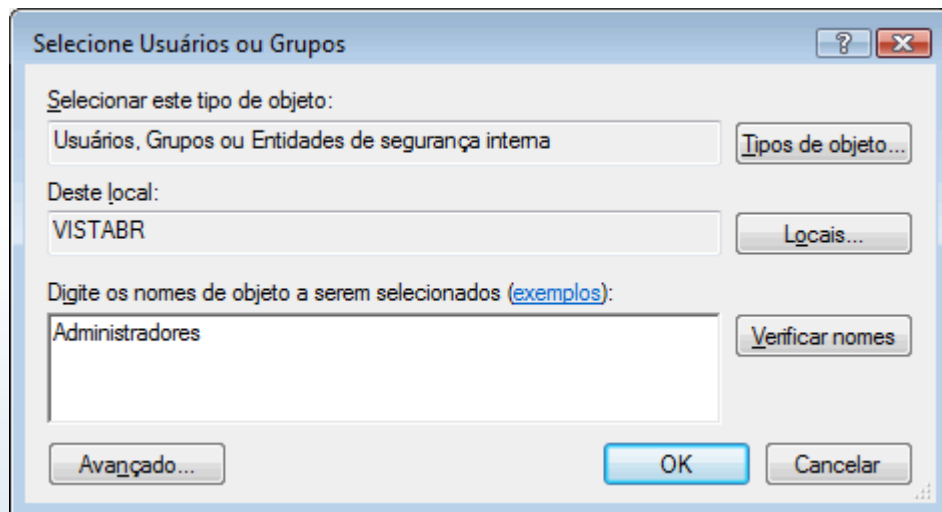 Selecione Usuários ou Grupos
Selecionar este tipo de objeto:
Usuários, Grupos ou Entidades de segurança interna
Tipos de objeto...
Deste local:
VISTABR
Locais...
Digite os nomes de objeto a serem selecionados (exemplos):
Administradores
Verificar nomes
Avançado...
OK
Cancelar